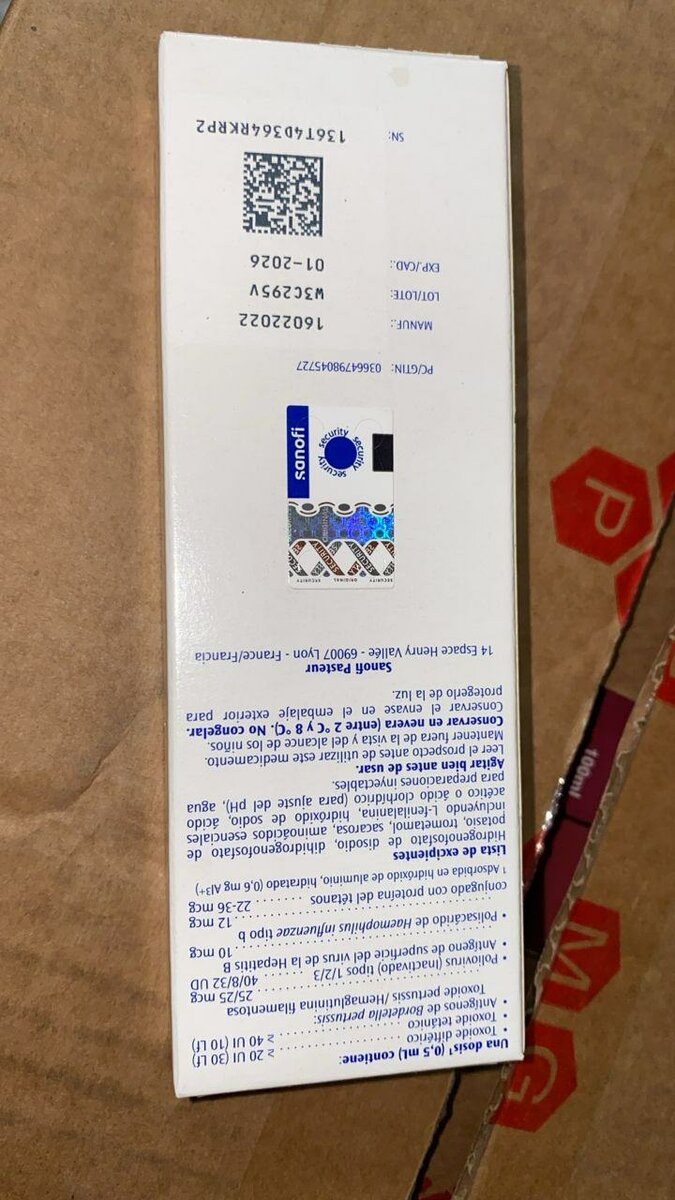 Una dosis¹ (0,5 mL) contiene:
• Toxoide diftérico ............ ≥ 20 UI (30 Lf)
• Toxoide tetánico ............ ≥ 40 UI (10 Lf)
• Antígenos de Bordetella pertussis:
Toxoide pertussis /Hemaglutinina filamentosa
............ 25/25 mcg
• Poliovirus (Inactivado) tipos 1/2/3 ...... 40/8/32 UD
• Antígeno de superficie del virus de la Hepatitis B
............ 10 mcg
• Polisacárido de Haemophilus influenzae de tipo b
............ 12 mcg
conjugado con proteína del tétanos ........ 22-36 mcg
¹ Adsorbida en hidróxido de aluminio, hidratado (0,6 mg Al3+)
Lista de excipientes
Hidrogenofosfato de disodio, dihidrogenofosfato de
potasio, trometamol, sacarosa, aminoácidos esenciales
incluyendo L-fenilalanina, hidróxido de sodio, ácido
acético o ácido clorhídrico (para ajuste del pH), agua
para preparaciones inyectables.
Agitar bien antes de usar.
Leer el prospecto antes de utilizar este medicamento.
Mantener fuera de la vista y del alcance de los niños.
Conservar en nevera (entre 2 °C y 8 °C). No congelar.
Conservar el envase en el embalaje exterior para
protegerlo de la luz.
Sanofi Pasteur
14 Espace Henry Vallée - 69007 Lyon - France/Francia
SECURITY ORIGINAL SECURITY
sanofi
security security security
PC/GTIN: 03664798045727
MANUF.: 16022022
LOT/LOTE: W3C295V
EXP./CAD.: 01-2026
SN: 136T4D364RKRP2
P
MIG
100ml